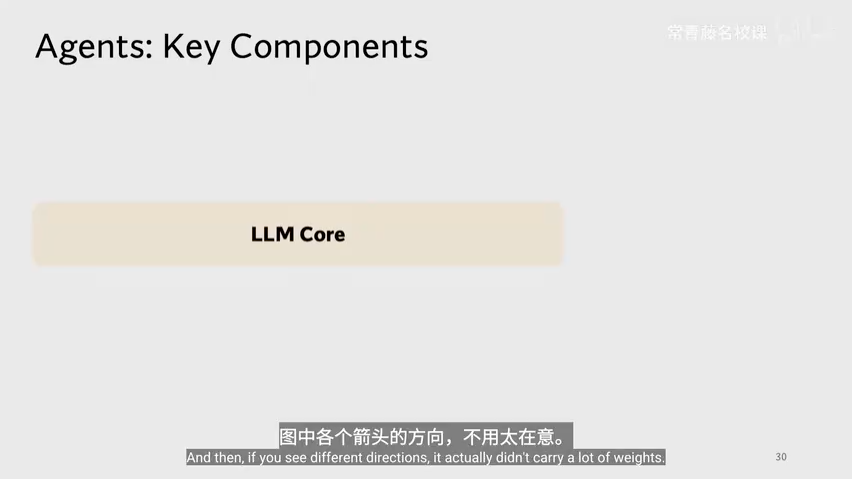 Agents: Key Components
常青藤名校课
LLM Core
图中各个箭头的方向，不用太在意。
And then, if you see different directions, it actually didn't carry a lot of weights.
30